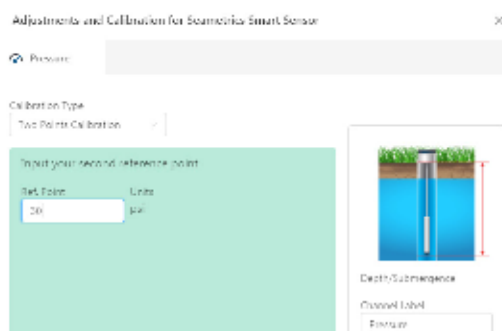 Adjustments and Calibration for Seametrics Smart Sensor
Pressure
Calibration Type
Two Points Calibration
Input your second reference point
Ref. Point
Units
psi
Depth/Submergence
Channel Label
Pressure